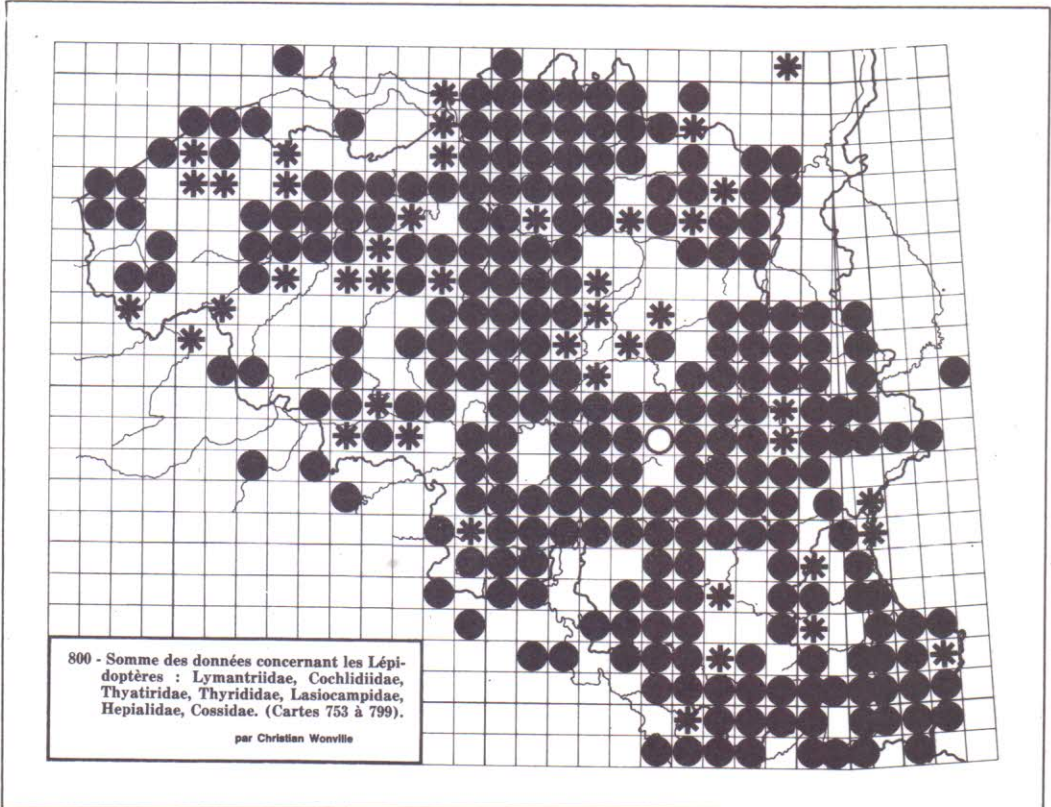 800 - Somme des données concernant les Lépi-
doptères : Lymantriidae, Cochlidiidae,
Thyatiridae, Thyrididae, Lasiocampidae,
Hepialidae, Cossidae. (Cartes 753 à 799).
par Christian Wonville